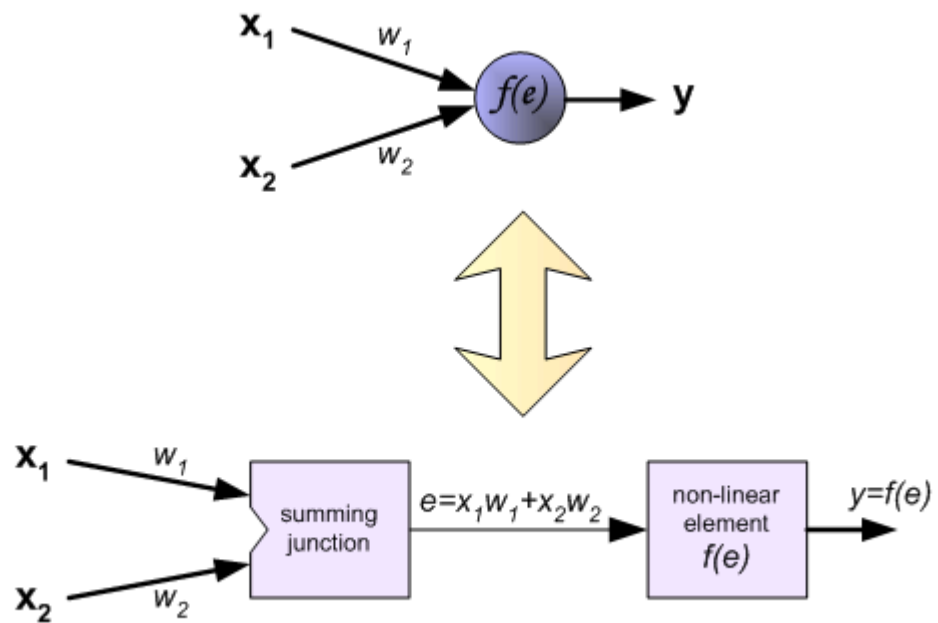 x₁
w₁
f(e)
y
x₂
w₂
x₁
w₁
summing
junction
e=x₁w₁+x₂w₂
non-linear
element
f(e)
y=f(e)
x₂
w₂